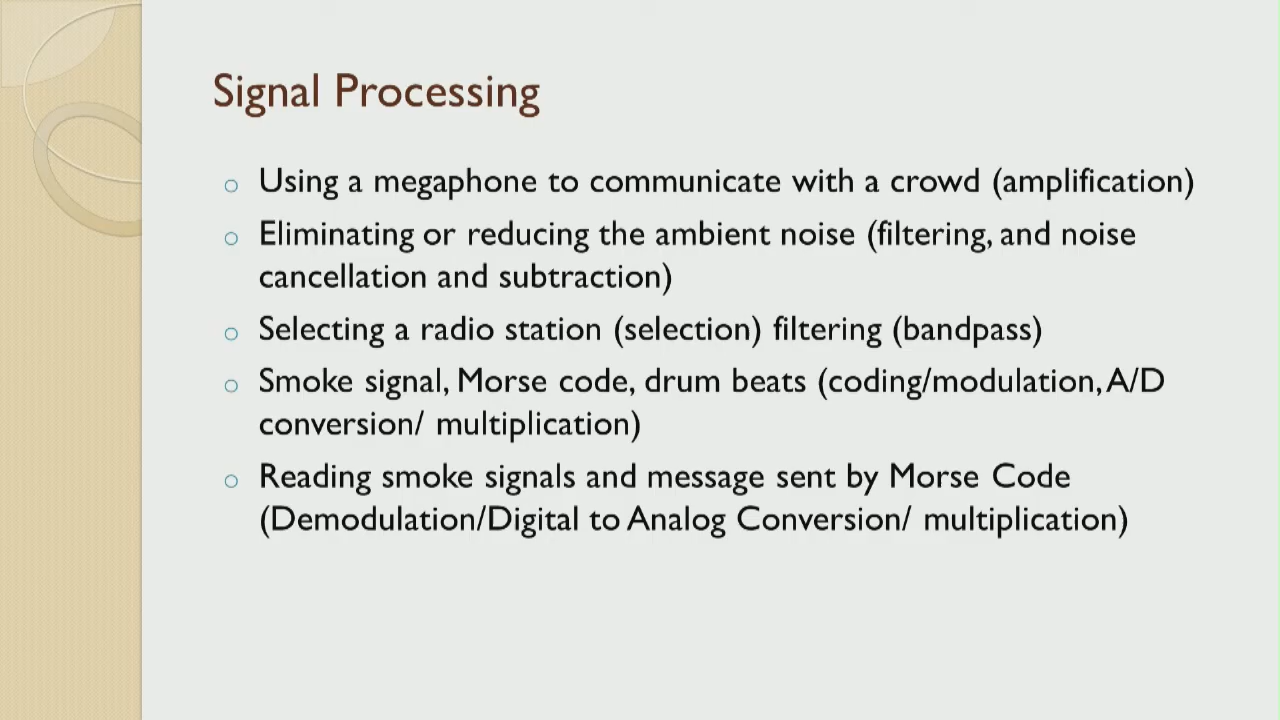 Signal Processing
Using a megaphone to communicate with a crowd (amplification)
Eliminating or reducing the ambient noise (filtering, and noise
cancellation and subtraction)
Selecting a radio station (selection) filtering (bandpass)
Smoke signal, Morse code, drum beats (coding/modulation, A/D
conversion/ multiplication)
Reading smoke signals and message sent by Morse Code
(Demodulation/Digital to Analog Conversion/ multiplication)